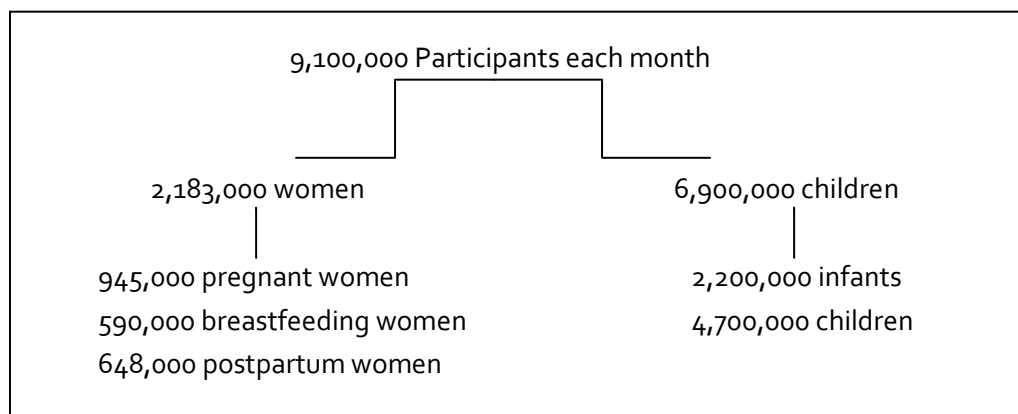 9,100,000 Participants each month
2,183,000 women
945,000 pregnant women
590,000 breastfeeding women
648,000 postpartum women
6,900,000 children
2,200,000 infants
4,700,000 children